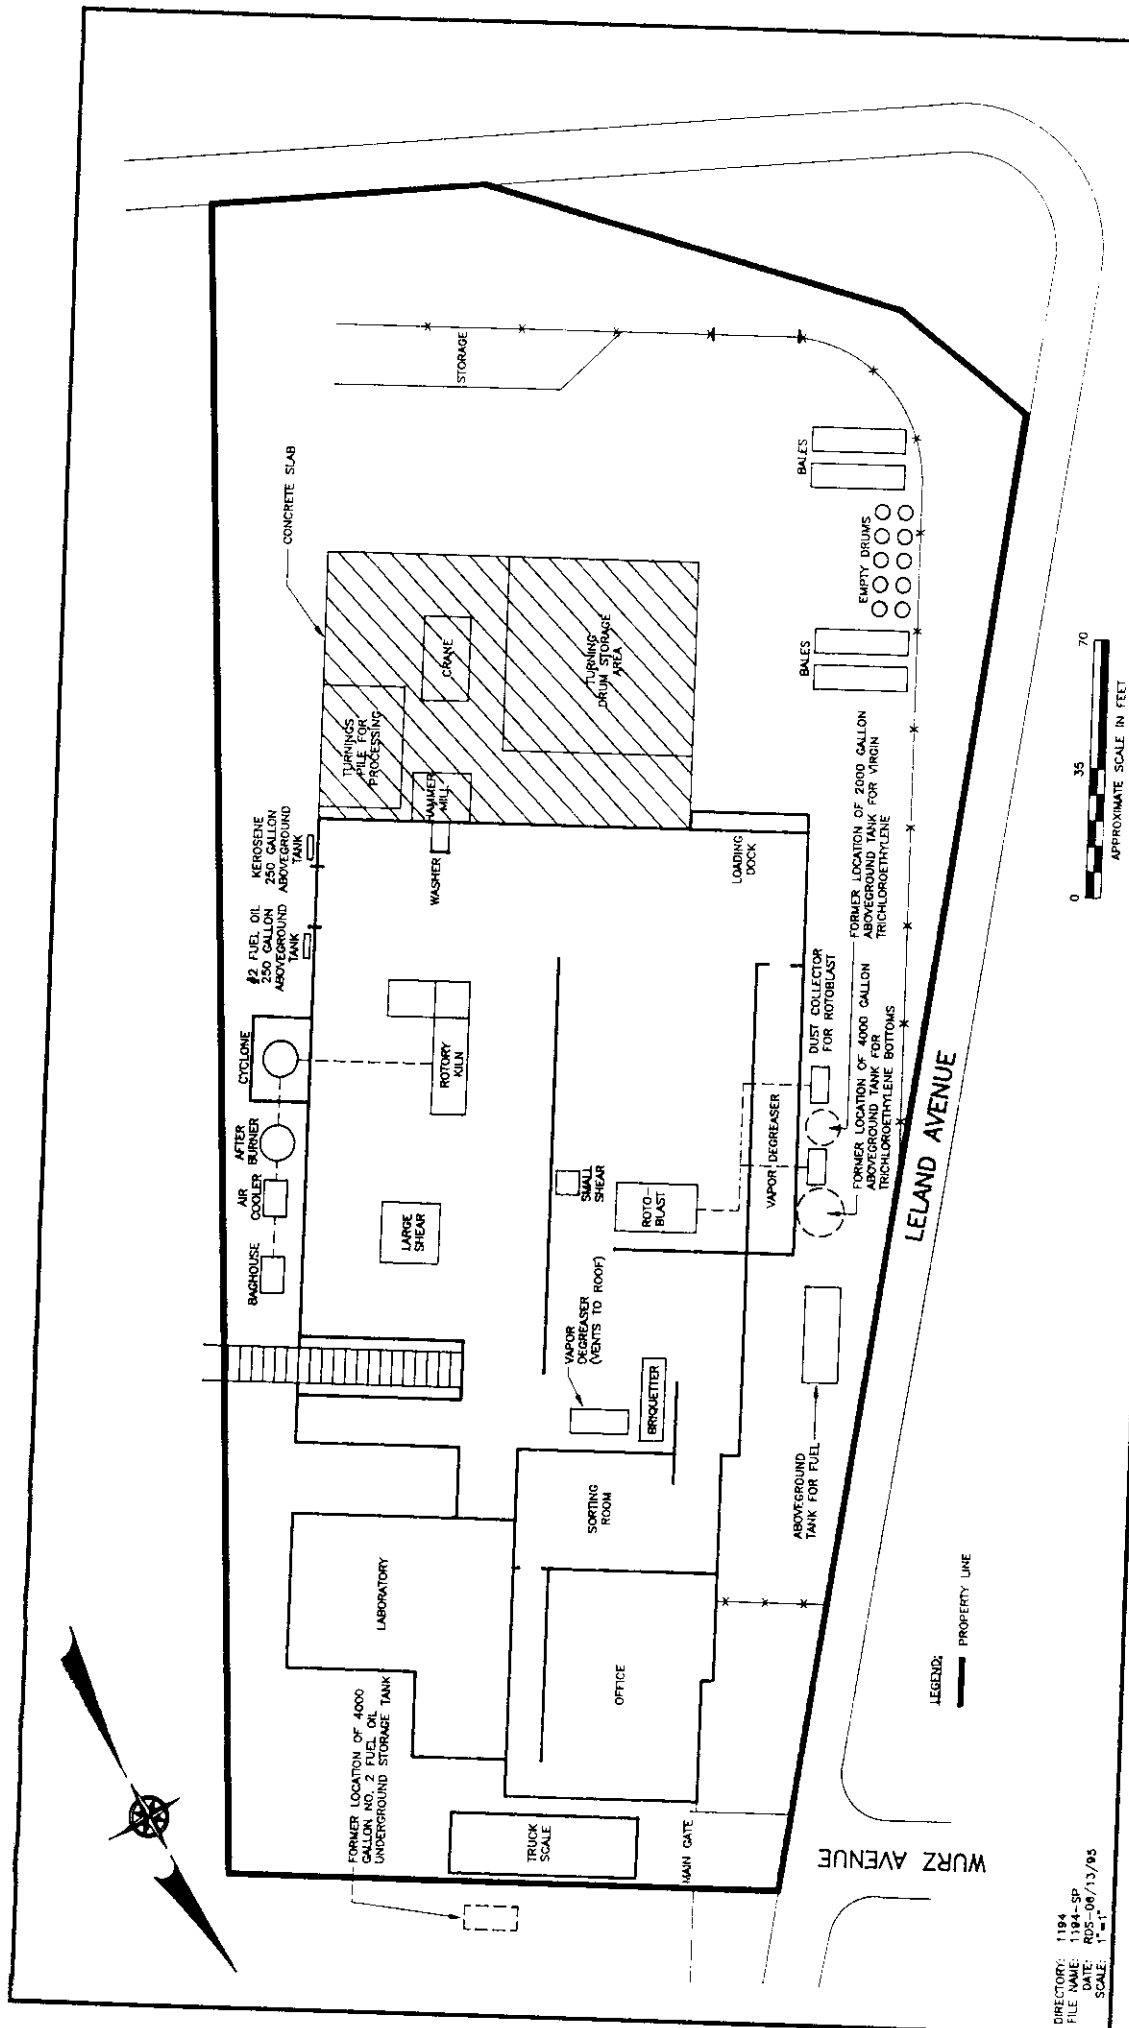 CONCRETE SLAB
STORAGE
TURNINGS
PILE FOR
PROCESSING
CRANE
HAMMER
MILL
TURNING
DRUM STORAGE
AREA
BALES
EMPTY DRUMS
BALES
KEROSENE
250 GALLON
ABOVEGROUND
TANK
#2 FUEL OIL
250 GALLON
ABOVEGROUND
TANK
WASHER
LOADING
DOCK
CYCLONE
AFTER
BURNER
AIR
COOLER
BAGHOUSE
ROTORY
KILN
LARGE
SHEAR
SMALL
SHEAR
ROTO-
BLAST
VAPOR DEGREASER
DUST COLLECTOR
FOR ROTOBLAST
FORMER LOCATION OF 2000 GALLON
ABOVEGROUND TANK FOR VIRGIN
TRICHLOROETHYLENE
FORMER LOCATION OF 4000 GALLON
ABOVEGROUND TANK FOR
TRICHLOROETHYLENE BOTTOMS
VAPOR
DEGREASER
(VENTS TO ROOF)
BRIQUETTER
SORTING
ROOM
ABOVEGROUND
TANK FOR FUEL
LABORATORY
OFFICE
FORMER LOCATION OF 4000
GALLON NO. 2 FUEL OIL
UNDERGROUND STORAGE TANK
TRUCK
SCALE
MAIN GATE
LELAND AVENUE
WURZ AVENUE
0 35 70
APPROXIMATE SCALE IN FEET
LEGEND:
PROPERTY LINE
DIRECTORY: 1194
FILE NAME: 1194-SP
DATE: RDS-06/13/95
SCALE: 1"=1"